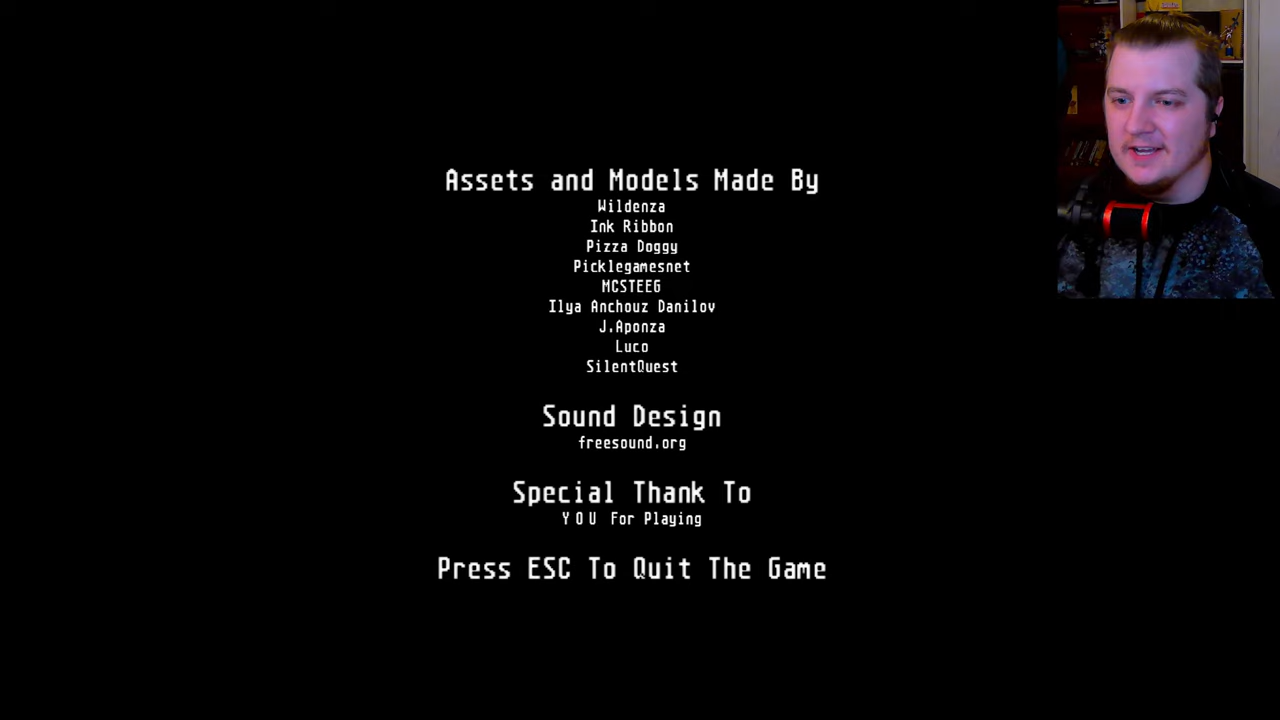 Assets and Models Made By
Wildenza
Ink Ribbon
Pizza Doggy
Picklegamesnet
MCSTEEG
Ilya Anchouz Danilov
J.Aponza
Luco
SilentQuest
Sound Design
freesound.org
Special Thank To
Y O U For Playing
Press ESC To Quit The Game